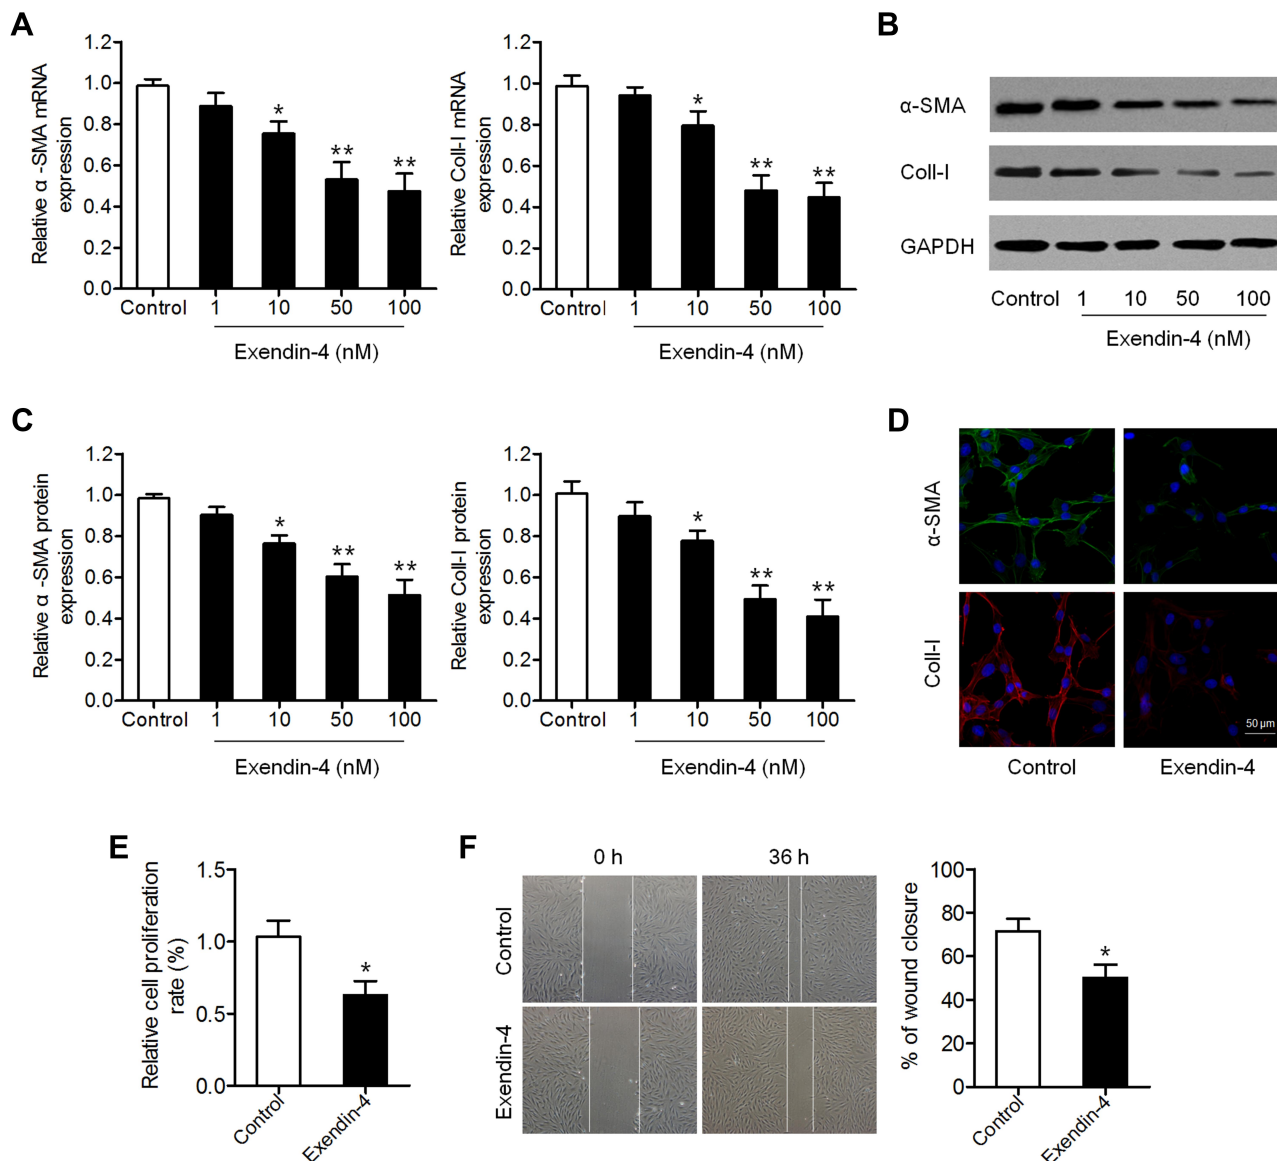 A
Relative α -SMA mRNA
expression
1.2
1.0
0.8
0.6
0.4
0.2
0.0
*
**
**
Control
1
10
50
100
Exendin-4 (nM)
Relative Coll-I mRNA
expression
1.2
1.0
0.8
0.6
0.4
0.2
0.0
*
**
**
Control
1
10
50
100
Exendin-4 (nM)
B
α-SMA
Coll-I
GAPDH
Control 1 10 50 100
Exendin-4 (nM)
C
Relative α -SMA protein
expression
1.2
1.0
0.8
0.6
0.4
0.2
0.0
*
**
**
Control
1
10
50
100
Exendin-4 (nM)
Relative Coll-I protein
expression
1.2
1.0
0.8
0.6
0.4
0.2
0.0
*
**
**
Control
1
10
50
100
Exendin-4 (nM)
D
α-SMA
Coll-I
50 µm
Control
Exendin-4
E
Relative cell proliferation
rate (%)
1.5
1.0
0.5
0.0
*
Control
Exendin-4
F
0 h
36 h
Control
Exendin-4
% of wound closure
100
80
60
40
20
0
*
Control
Exendin-4